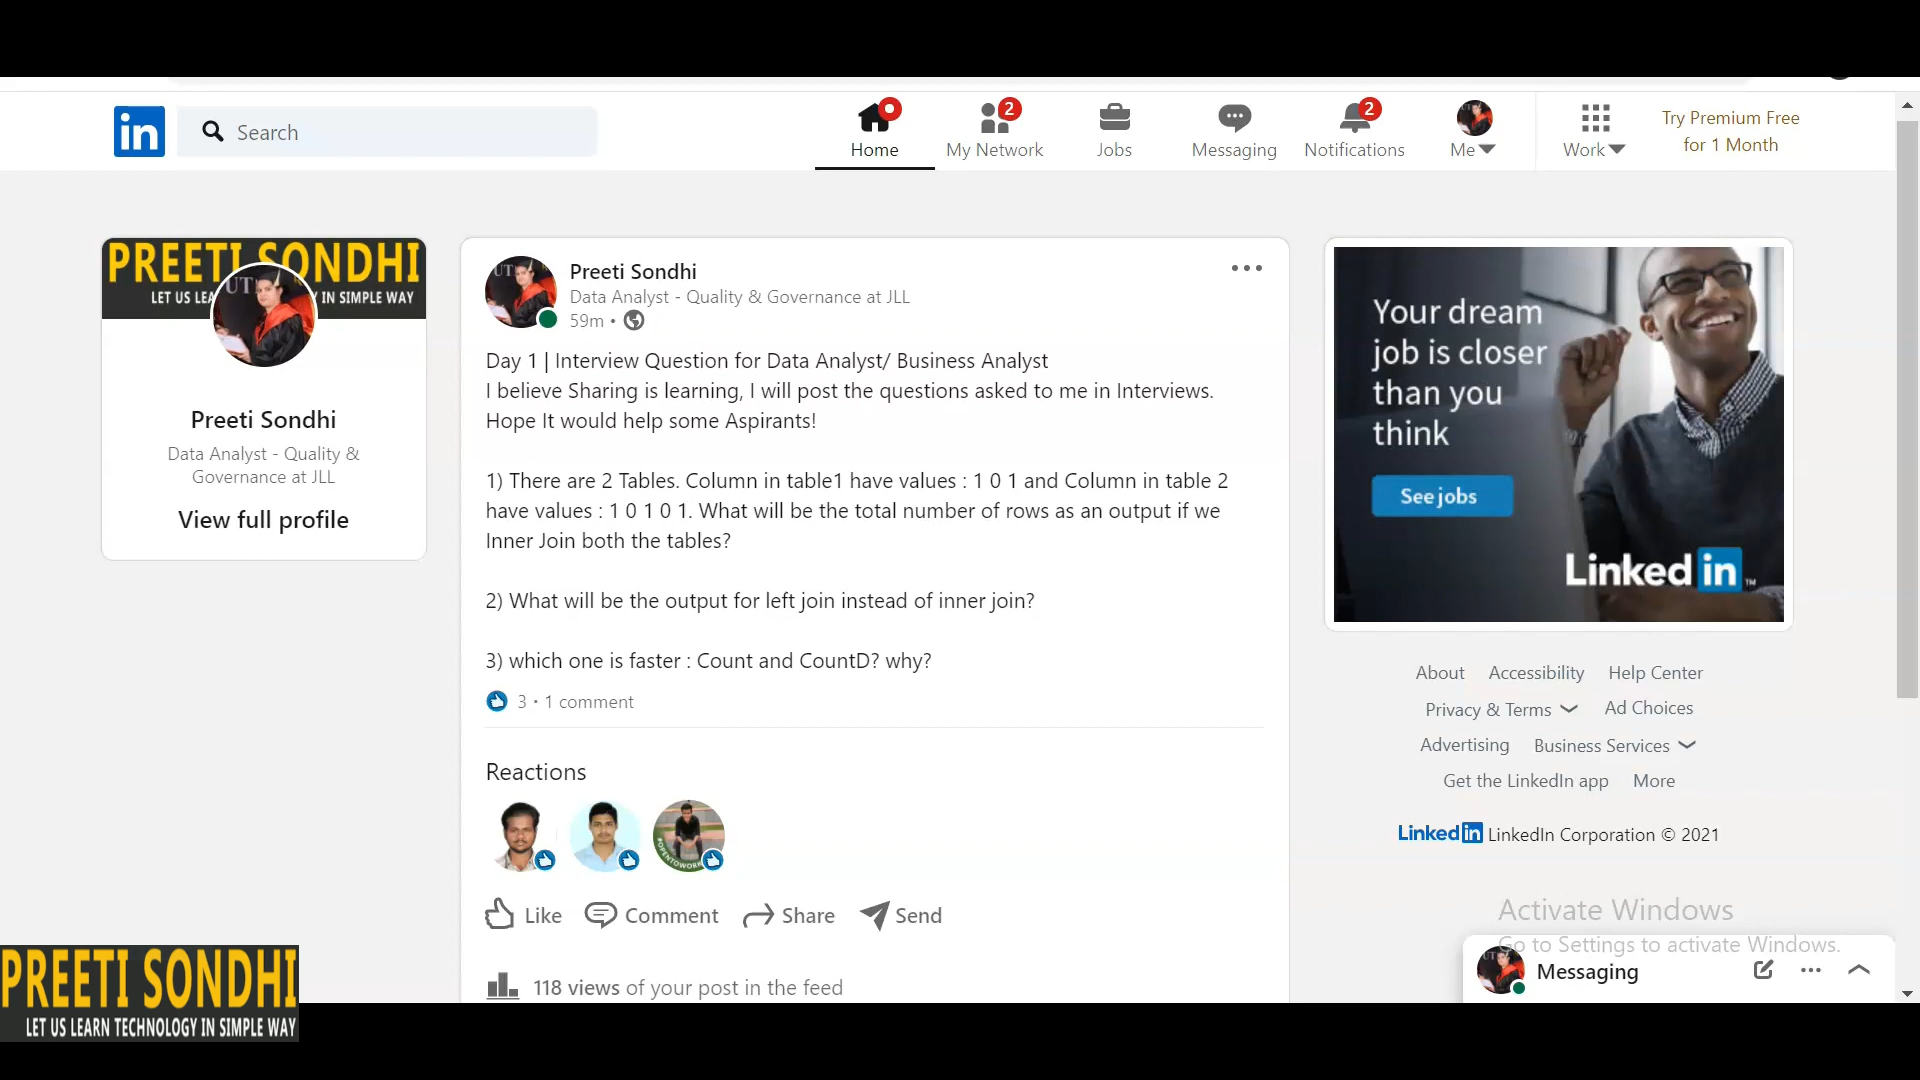 in
Search
Home
2
My Network
Jobs
Messaging
2
Notifications
Me
Work
Try Premium Free
for 1 Month
PREETI SONDHI
IN SIMPLE WAY
Preeti Sondhi
Data Analyst - Quality &
Governance at JLL
View full profile
Preeti Sondhi
Data Analyst - Quality & Governance at JLL
59m •
Day 1 | Interview Question for Data Analyst/ Business Analyst
I believe Sharing is learning, I will post the questions asked to me in Interviews.
Hope It would help some Aspirants!
1) There are 2 Tables. Column in table1 have values : 1 0 1 and Column in table 2
have values : 1 0 1 0 1. What will be the total number of rows as an output if we
Inner Join both the tables?
2) What will be the output for left join instead of inner join?
3) which one is faster : Count and CountD? why?
3 • 1 comment
Reactions
#OPENTOWORK
Like
Comment
Share
Send
118 views of your post in the feed
Your dream
job is closer
than you
think
See jobs
Linked in
About Accessibility Help Center
Privacy & Terms Ad Choices
Advertising Business Services
Get the LinkedIn app More
Linked in LinkedIn Corporation © 2021
Activate Windows
Go to Settings to activate Windows.
Messaging
PREETI SONDHI
LET US LEARN TECHNOLOGY IN SIMPLE WAY